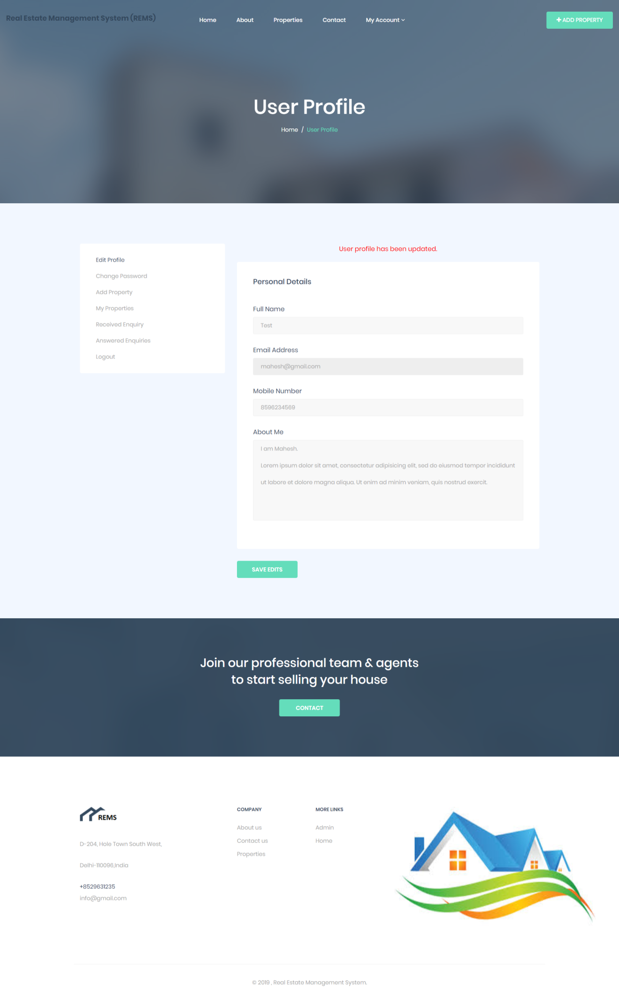 Real Estate Management System (REMS)
Home
About
Properties
Contact
My Account
ADD PROPERTY
User Profile
Home / User Profile
Edit Profile
Change Password
Add Property
My Properties
Received Enquiry
Answered Enquiries
Logout
User profile has been updated.
Personal Details
Full Name
Test
Email Address
mahesh@gmail.com
Mobile Number
8596234569
About Me
I am Mahesh.
Lorem ipsum dolor sit amet, consectetur adipisicing elit, sed do eiusmod tempor incididunt
ut labore et dolore magna aliqua. Ut enim ad minim veniam, quis nostrud exercit.
SAVE EDITS
Join our professional team & agents
to start selling your house
CONTACT
REMS
D-204, Hole Town South West,
Delhi-110096,India
+8529631235
info@gmail.com
COMPANY
About us
Contact us
Properties
MORE LINKS
Admin
Home
© 2019 , Real Estate Management System.